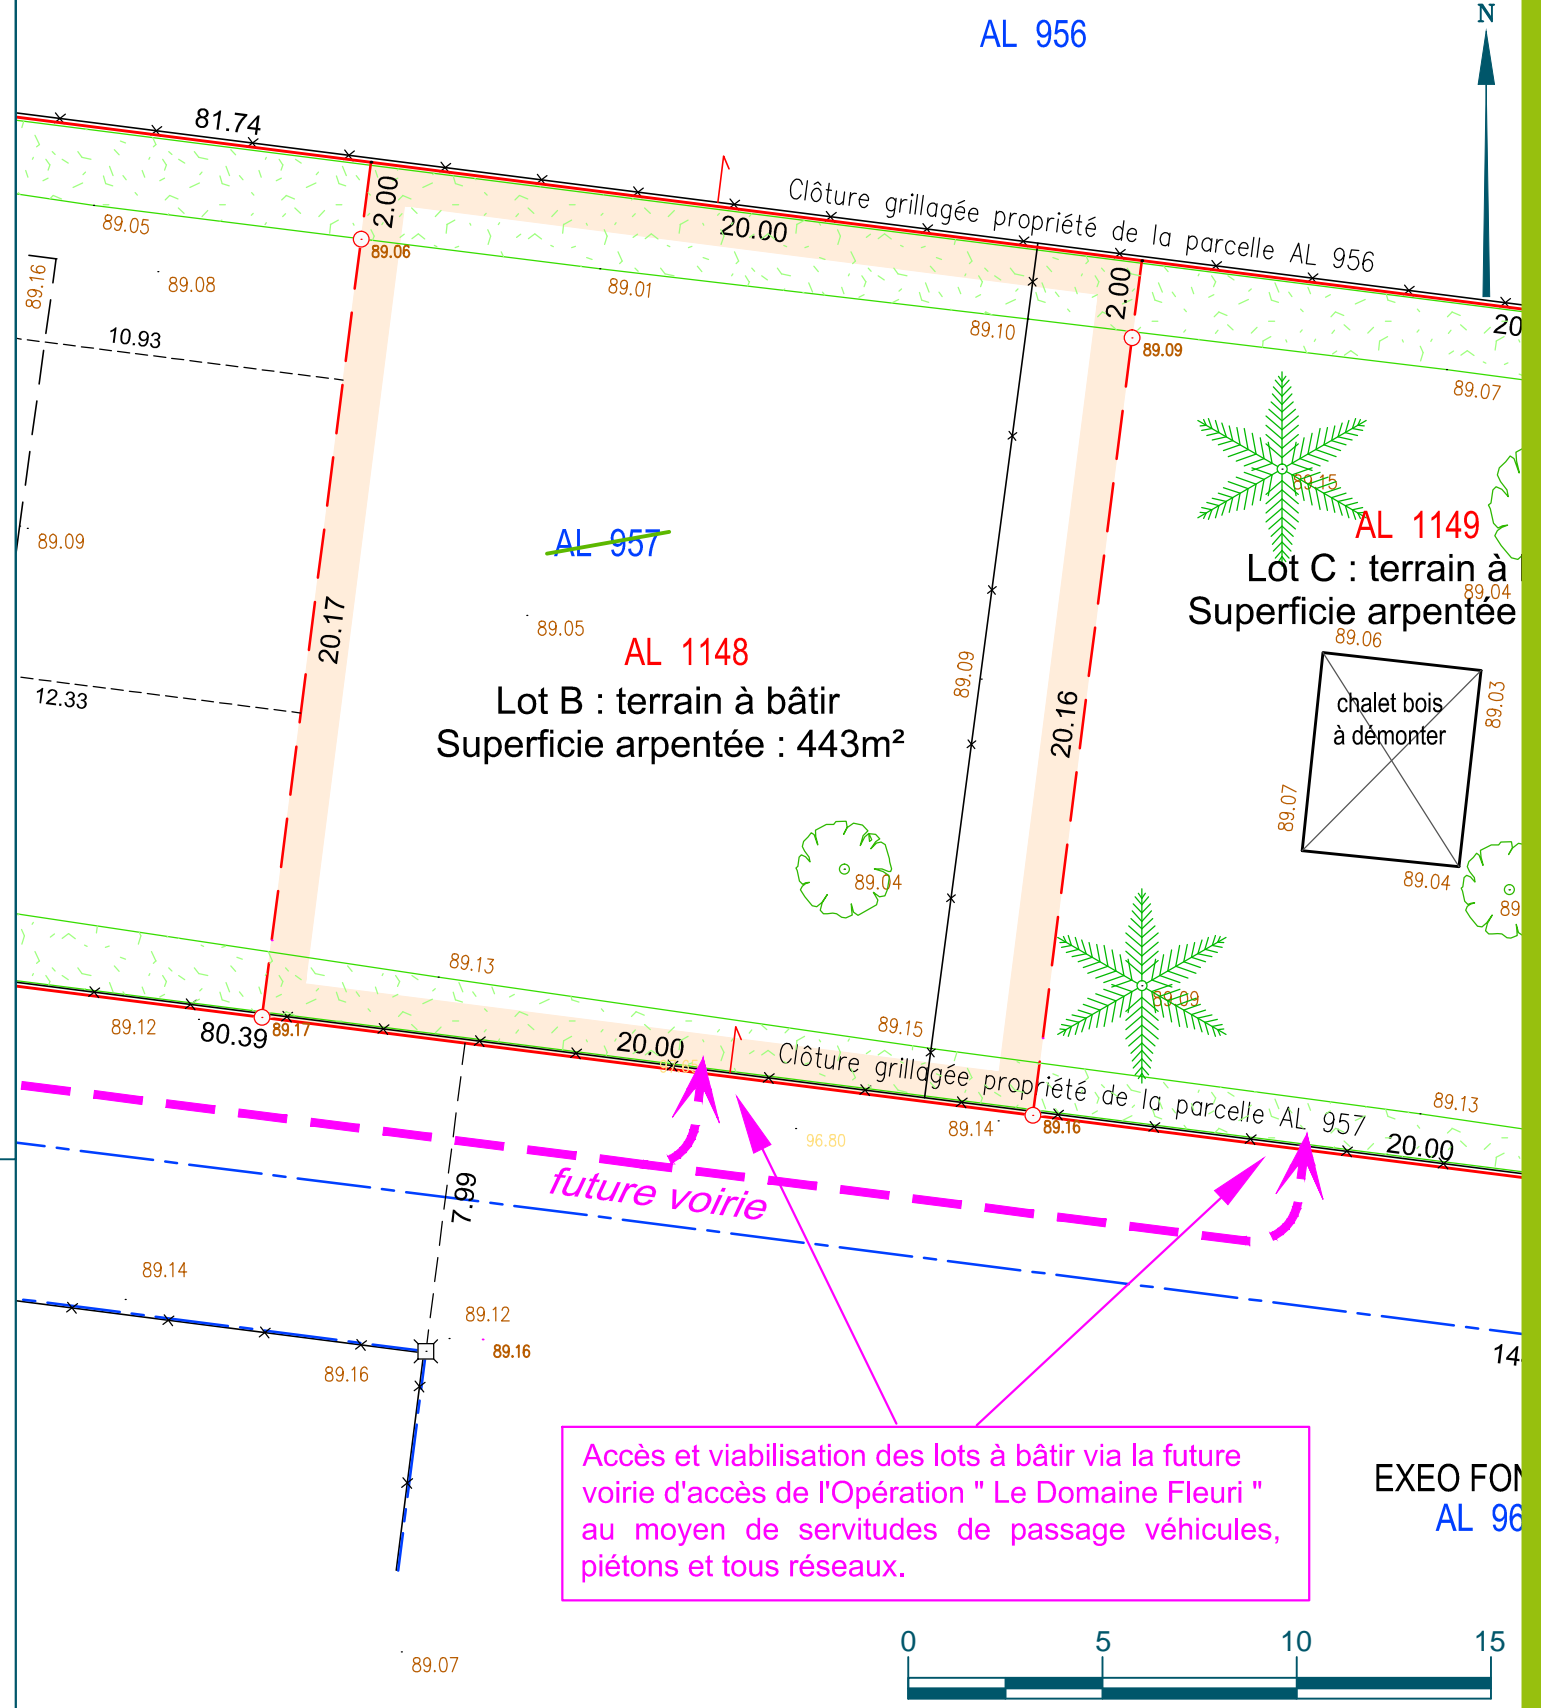 AL 956
N
81.74
2.00
Clôture grillagée propriété de la parcelle AL 956
20.00
89.05
89.06
89.16
89.08
89.01
2.00
20
89.10
10.93
89.09
89.07
89.15
AL 957
AL 1149
89.09
Lot C : terrain à
89.04
20.17
89.05
Superficie arpentée
AL 1148
89.06
89.09
12.33
Lot B : terrain à bâtir
20.16
chalet bois
89.03
Superficie arpentée : 443m²
à démonter
89.07
89.04
89.04
89
89.13
89.09
89.12
80.39
89.17
20.00
89.15
Clôture grillagée propriété de la parcelle AL 957
89.13
96.80
89.14
89.16
20.00
future voirie
7.99
89.14
89.12
89.16
89.16
14
Accès et viabilisation des lots à bâtir via la future
voirie d'accès de l'Opération " Le Domaine Fleuri "
au moyen de servitudes de passage véhicules,
piétons et tous réseaux.
EXEO FON
AL 96
0 5 10 15
89.07